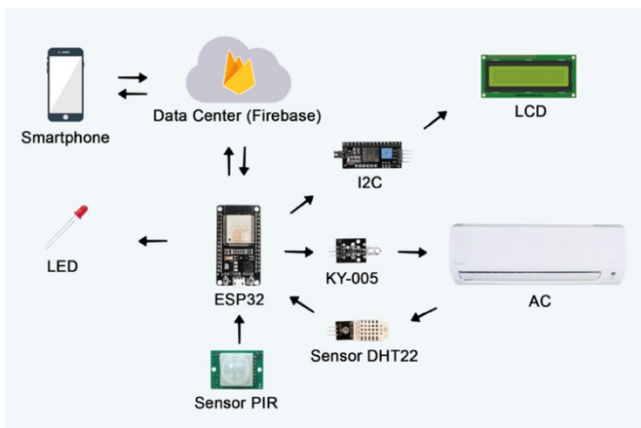 Smartphone
Data Center (Firebase)
LCD
I2C
LED
ESP32
KY-005
AC
Sensor DHT22
Sensor PIR